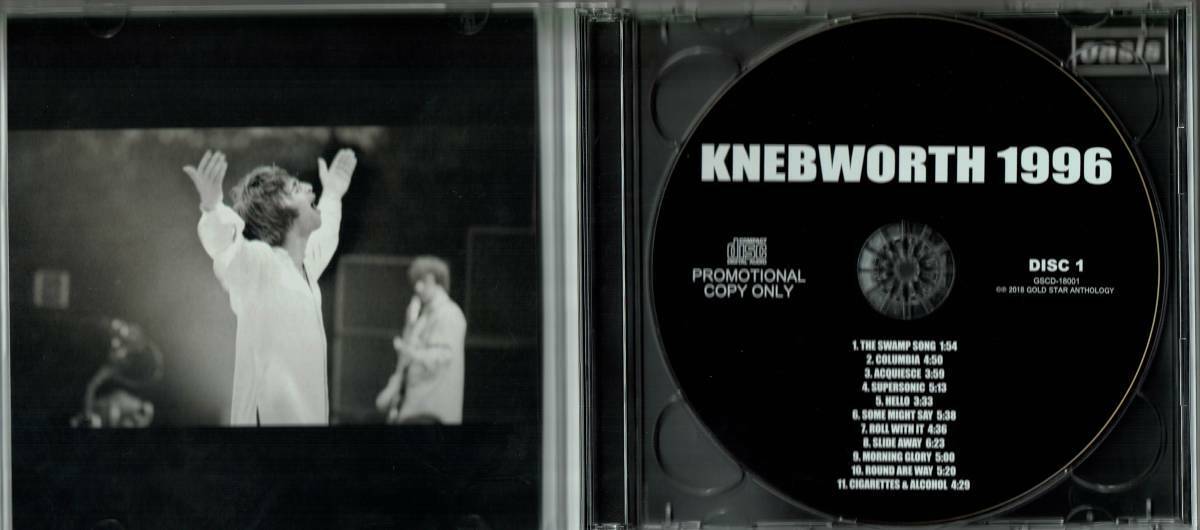 oasis
KNEBWORTH 1996
COMPACT
disc
DIGITAL AUDIO
PROMOTIONAL
COPY ONLY
DISC 1
GSCD-18001
©℗ 2018 GOLD STAR ANTHOLOGY
1. THE SWAMP SONG 1:54
2. COLUMBIA 4:50
3. ACQUIESCE 3:59
4. SUPERSONIC 5:13
5. HELLO 3:33
6. SOME MIGHT SAY 5:38
7. ROLL WITH IT 4:36
8. SLIDE AWAY 6:23
9. MORNING GLORY 5:00
10. ROUND ARE WAY 5:20
11. CIGARETTES & ALCOHOL 4:29